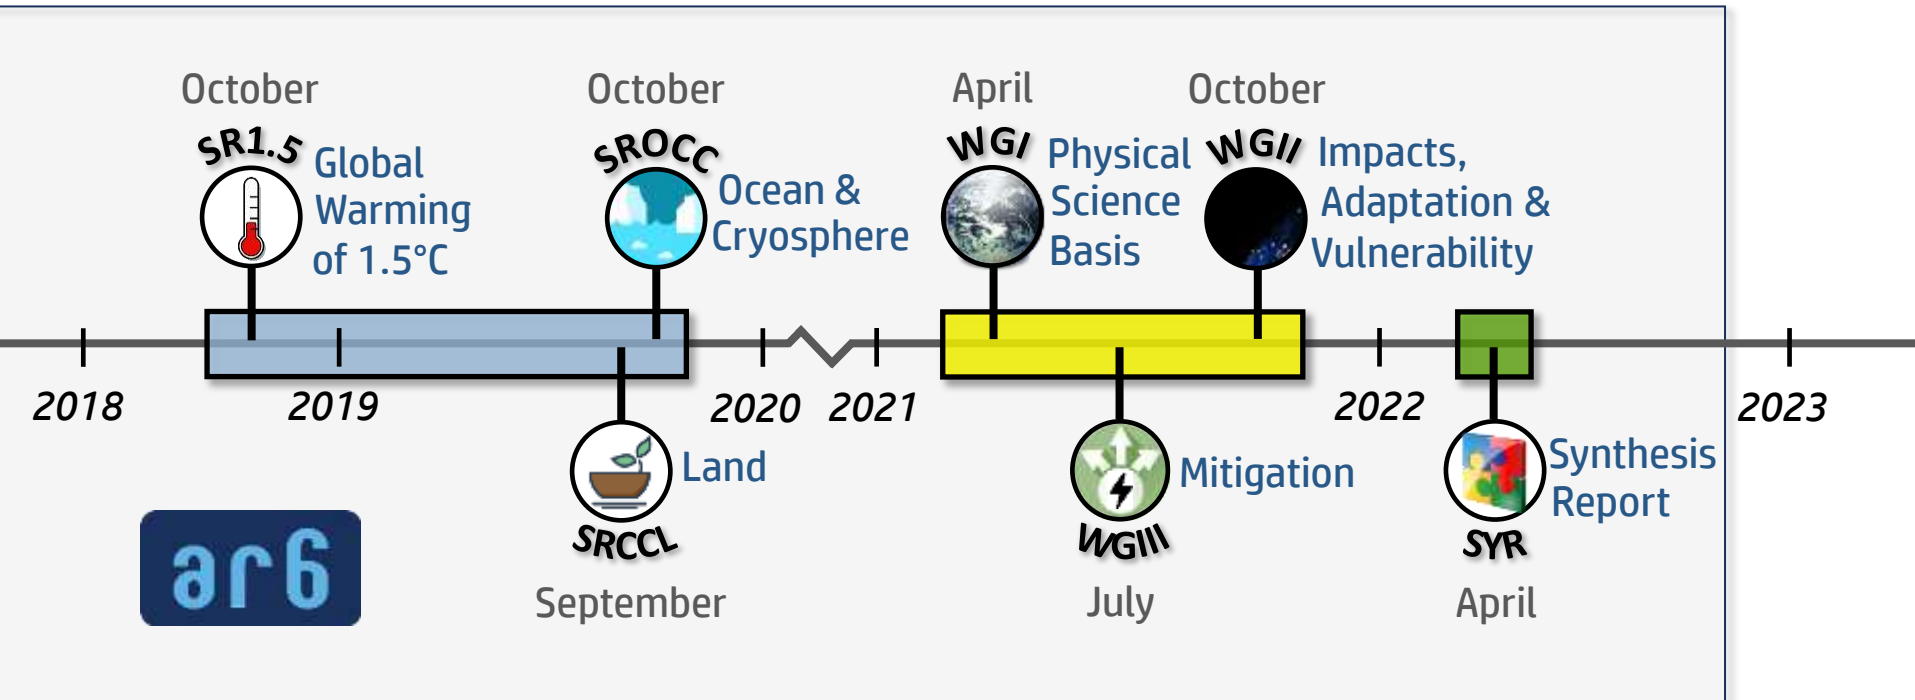 October
SR1.5
Global
Warming
of 1.5°C
October
SROCC
Ocean &
Cryosphere
April
WGI
Physical
Science
Basis
October
WGII
Impacts,
Adaptation &
Vulnerability
2018
2019
2020
2021
2022
2023
Land
SRCCL
September
Mitigation
WGIII
July
Synthesis
Report
SYR
April
ar6